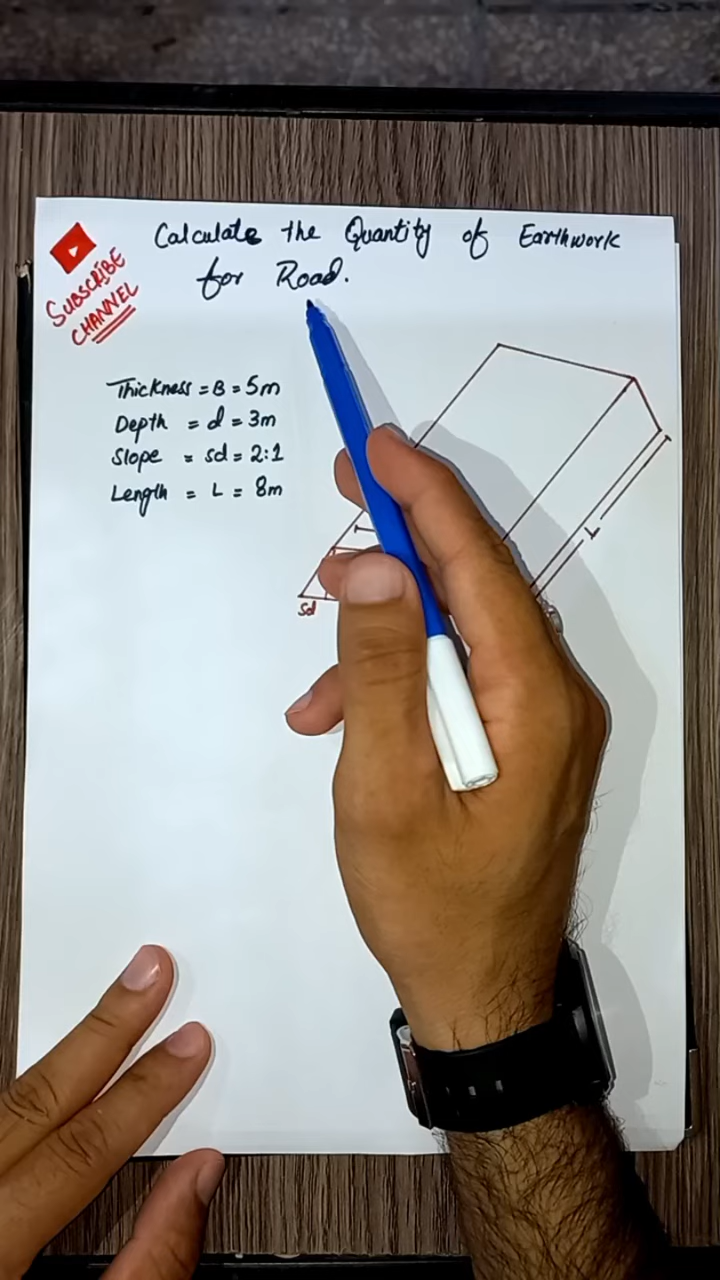 Calculate the Quantity of Earthwork
for Road.
SUBSCRIBE
CHANNEL
Thickness = B = 5m
Depth = d = 3m
Slope = sd = 2:1
Length = L = 8m
L
Sd